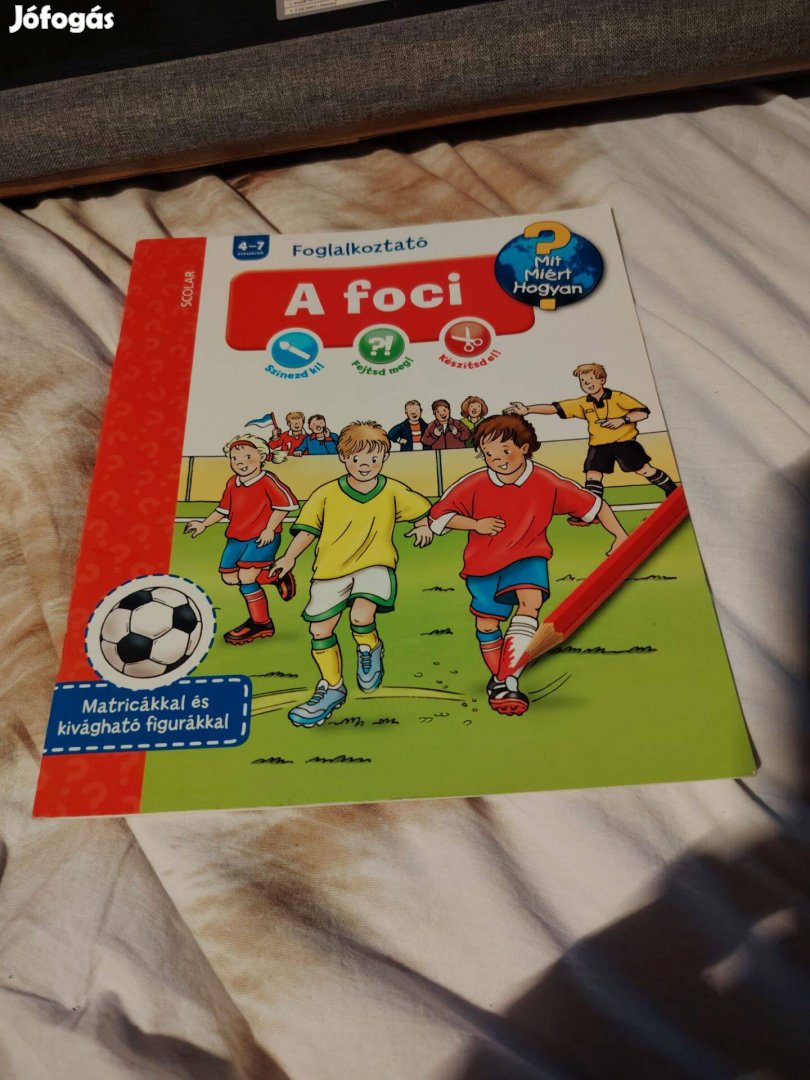 Jófogás
4-7
éveseknek
Foglalkoztató
SCOLAR
? Mit
Miért
Hogyan
A foci
Színezd ki!
?!
Fejtsd meg!
Készítsd el!
Matricákkal és
kivágható figurákkal